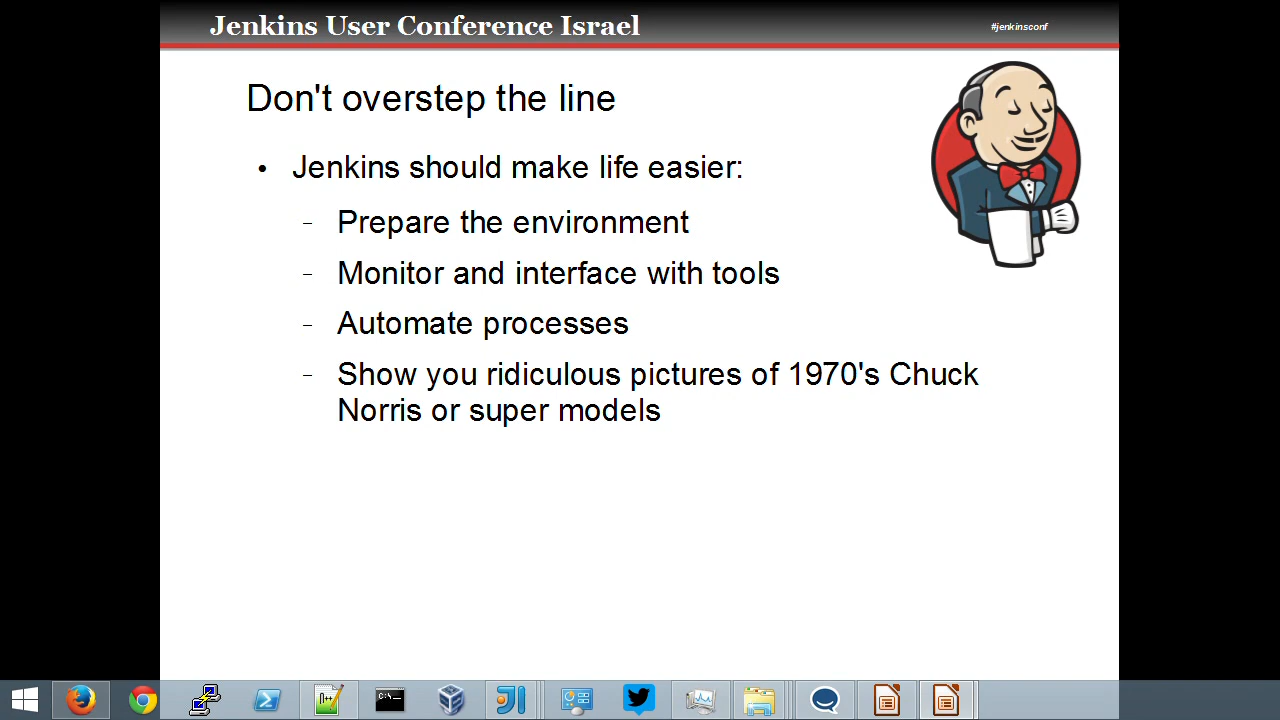 Jenkins User Conference Israel
#jenkinsconf
Don't overstep the line
• Jenkins should make life easier:
– Prepare the environment
– Monitor and interface with tools
– Automate processes
– Show you ridiculous pictures of 1970's Chuck
Norris or super models